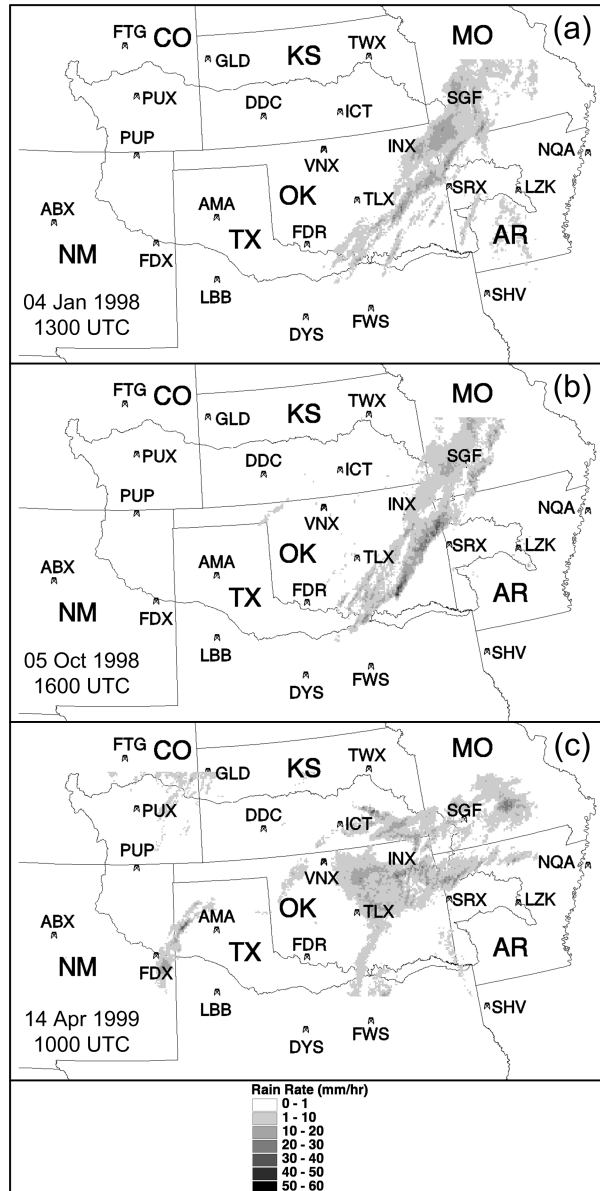 (a)
FTG CO
KS TWX MO
GLD
PUX DDC ICT SGF
PUP VNX INX NQA
ABX AMA OK TLX SRX LZK
NM FDX TX FDR AR
04 Jan 1998
1300 UTC
LBB SHV
DYS FWS
(b)
FTG CO
KS TWX MO
GLD
PUX DDC ICT SGF
PUP VNX INX NQA
ABX AMA OK TLX SRX LZK
NM FDX TX FDR AR
05 Oct 1998
1600 UTC
LBB SHV
DYS FWS
(c)
FTG CO
KS TWX MO
GLD
PUX DDC ICT SGF
PUP VNX INX NQA
ABX AMA OK TLX SRX LZK
NM FDX TX FDR AR
14 Apr 1999
1000 UTC
LBB SHV
DYS FWS
Rain Rate (mm/hr)
0 - 1
1 - 10
10 - 20
20 - 30
30 - 40
40 - 50
50 - 60